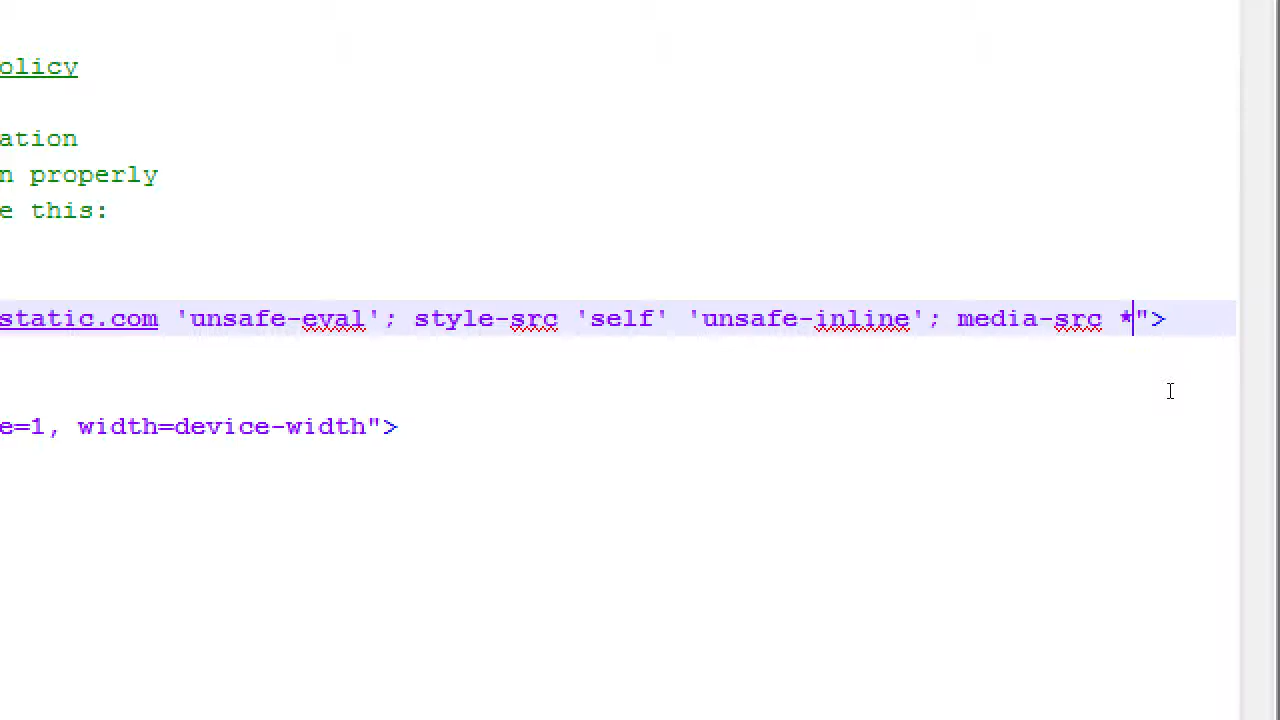 olicy
ation
n properly
e this:
static.com 'unsafe-eval'; style-src 'self' 'unsafe-inline'; media-src *">
e=1, width=device-width">